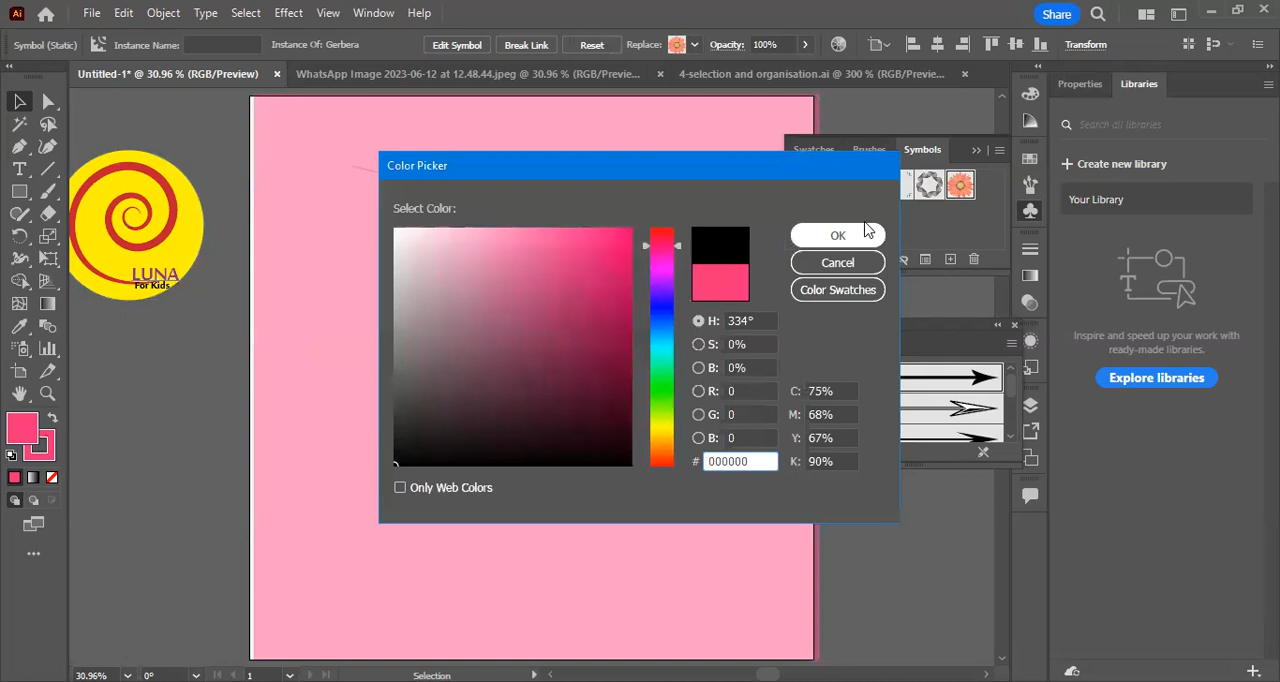 Ai File Edit Object Type Select Effect View Window Help Share
Symbol (Static) Instance Name: Instance Of: Gerbera Edit Symbol Break Link Reset Replace: Opacity: 100% Transform
Untitled-1* @ 30.96 % (RGB/Preview) × WhatsApp Image 2023-06-12 at 12.48.44.jpeg @ 30.96 % (RGB/Previe... × 4-selection and organisation.ai @ 300 % (RGB/Preview... ×
Properties Libraries
Search all libraries
Swatches Brushes Symbols
Color Picker
Create new library
Your Library
Select Color:
OK
Cancel
Color Swatches
LUNA
For Kids
H: 334°
S: 0%
B: 0%
R: 0 C: 75%
G: 0 M: 68%
B: 0 Y: 67%
# 000000 K: 90%
Only Web Colors
Inspire and speed up your work with
ready-made libraries.
Explore libraries
30.96% 0° 1 Selection